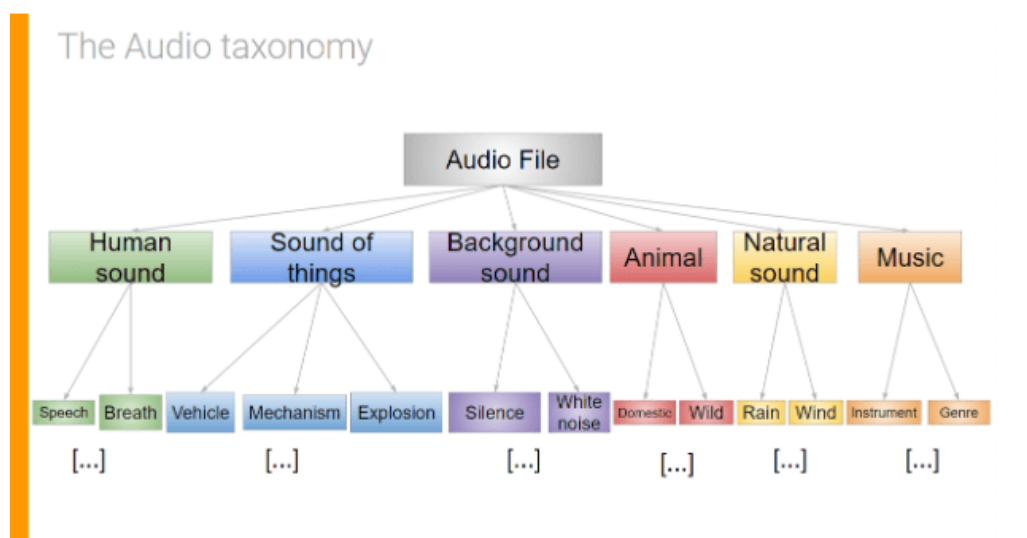 The Audio taxonomy
Audio File
Human
sound
Sound of
things
Background
sound
Animal
Natural
sound
Music
Speech
Breath
Vehicle
Mechanism
Explosion
Silence
White
noise
Domestic
Wild
Rain
Wind
Instrument
Genre
[...]
[...]
[...]
[...]
[...]
[...]